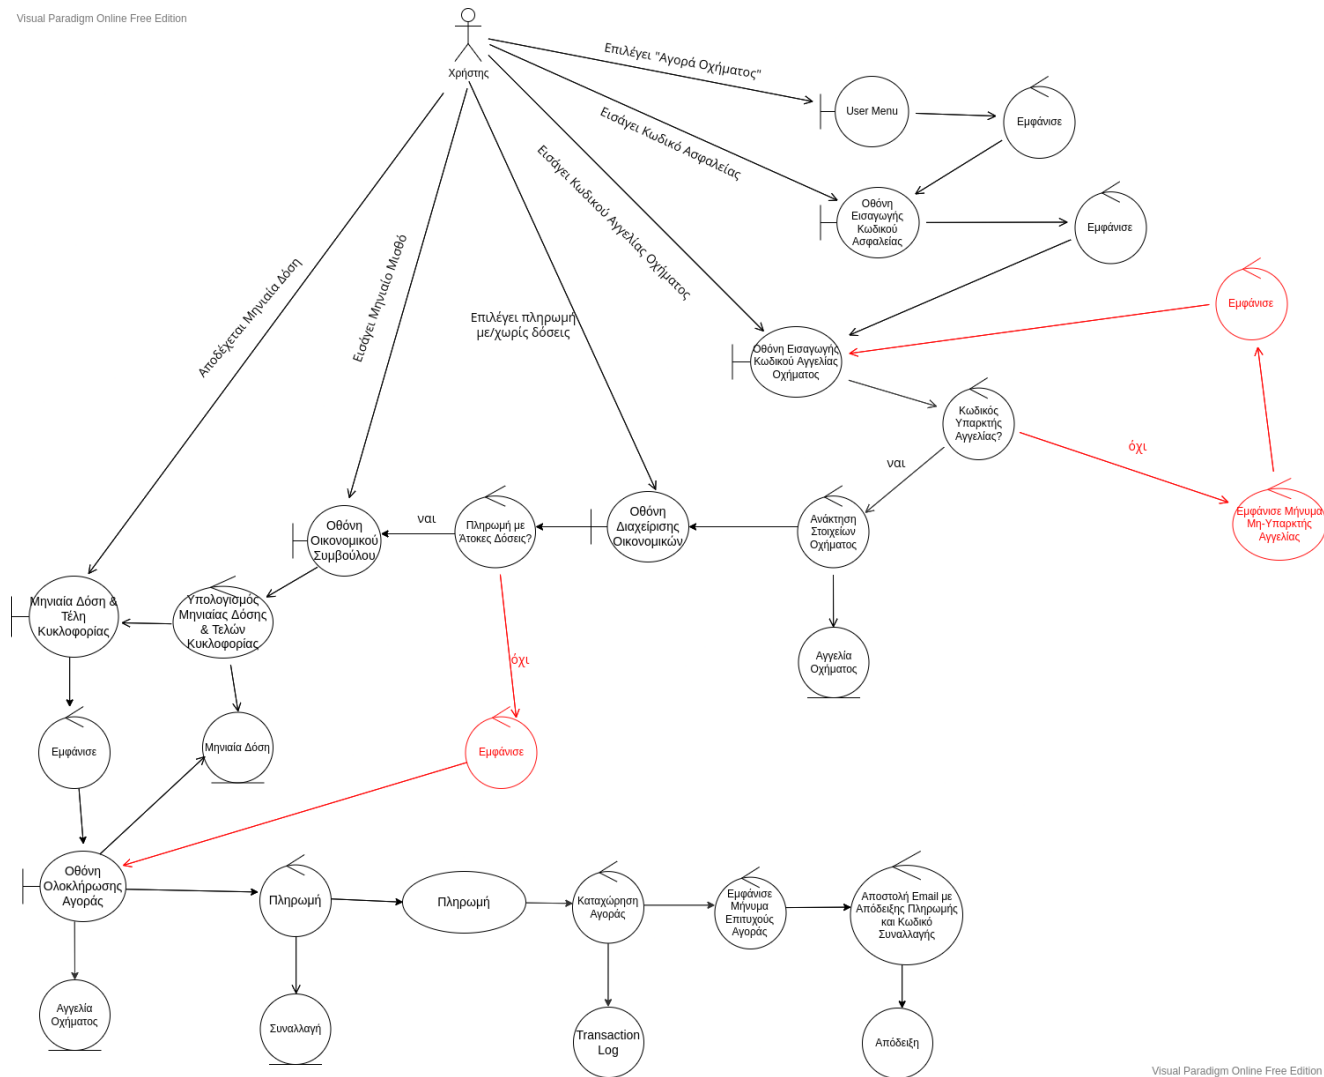 Visual Paradigm Online Free Edition
Χρήστης
Επιλέγει "Αγορά Οχήματος"
User Menu
Εμφάνισε
Εισάγει Κωδικό Ασφαλείας
Οθόνη
Εισαγωγής
Κωδικού
Ασφαλείας
Εμφάνισε
Εισάγει Κωδικού Αγγελίας Οχήματος
Εισάγει Μηνιαίο Μισθό
Αποδέχεται Μηνιαία Δόση
Επιλέγει πληρωμή
με/χωρίς δόσεις
Εμφάνισε
Οθόνη Εισαγωγής
Κωδικού Αγγελίας
Οχήματος
Κωδικός
Υπαρκτής
Αγγελίας?
όχι
ναι
Εμφάνισε Μήνυμα
Μη-Υπαρκτής
Αγγελίας
Ανάκτηση
Στοιχείων
Οχήματος
Οθόνη
Διαχείρισης
Οικονομικών
Πληρωμή με
Άτοκες Δόσεις?
ναι
Οθόνη
Οικονομικού
Συμβούλου
Μηνιαία Δόση &
Τέλη
Κυκλοφορίας
Υπολογισμός
Μηνιαίας Δόσης
& Τελών
Κυκλοφορίας
όχι
Αγγελία
Οχήματος
Εμφάνισε
Μηνιαία Δόση
Εμφάνισε
Οθόνη
Ολοκλήρωσης
Αγοράς
Πληρωμή
Πληρωμή
Καταχώρηση
Αγοράς
Εμφάνισε
Μήνυμα
Επιτυχούς
Αγοράς
Αποστολή Email με
Απόδειξης Πληρωμής
και Κωδικό
Συναλλαγής
Αγγελία
Οχήματος
Συναλλαγή
Transaction
Log
Απόδειξη
Visual Paradigm Online Free Edition